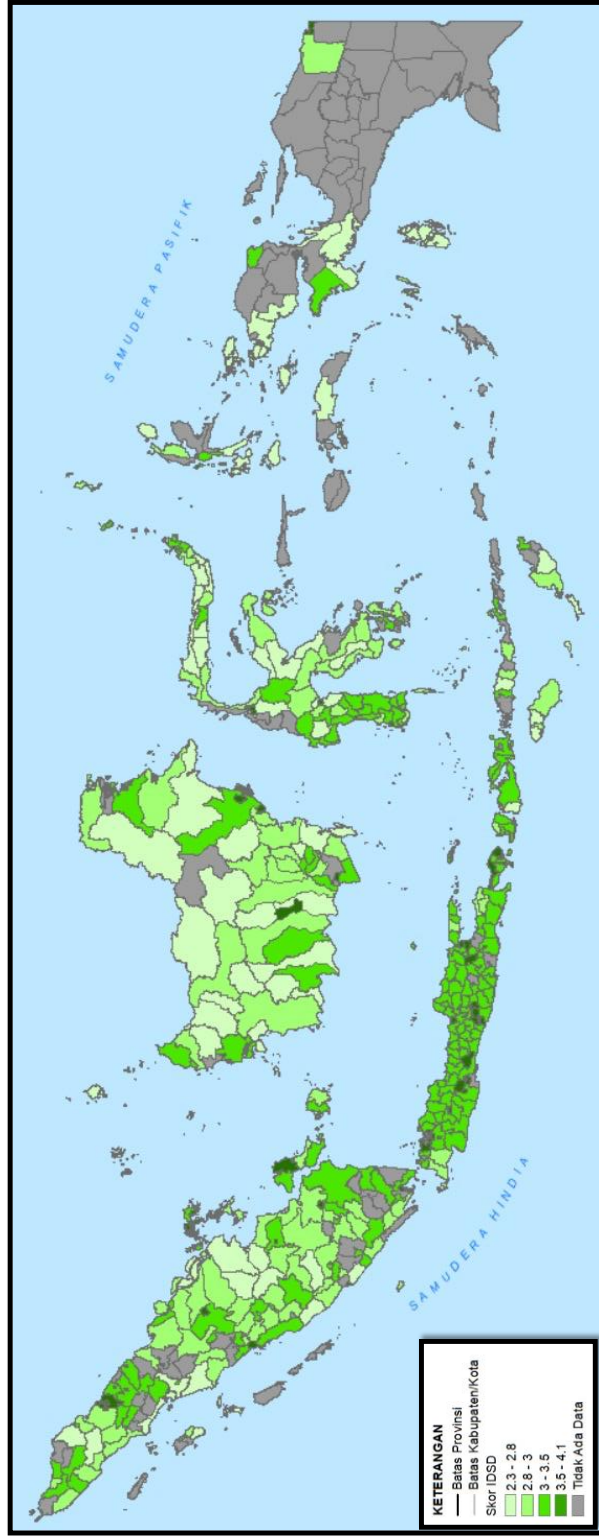 SAMUDERA PASIFIK
SAMUDERA HINDIA
KETERANGAN
Batas Provinsi
Batas Kabupaten/Kota
Skor IDSD
2.3 - 2.8
2.8 - 3
3 - 3.5
3.5 - 4.1
Tidak Ada Data